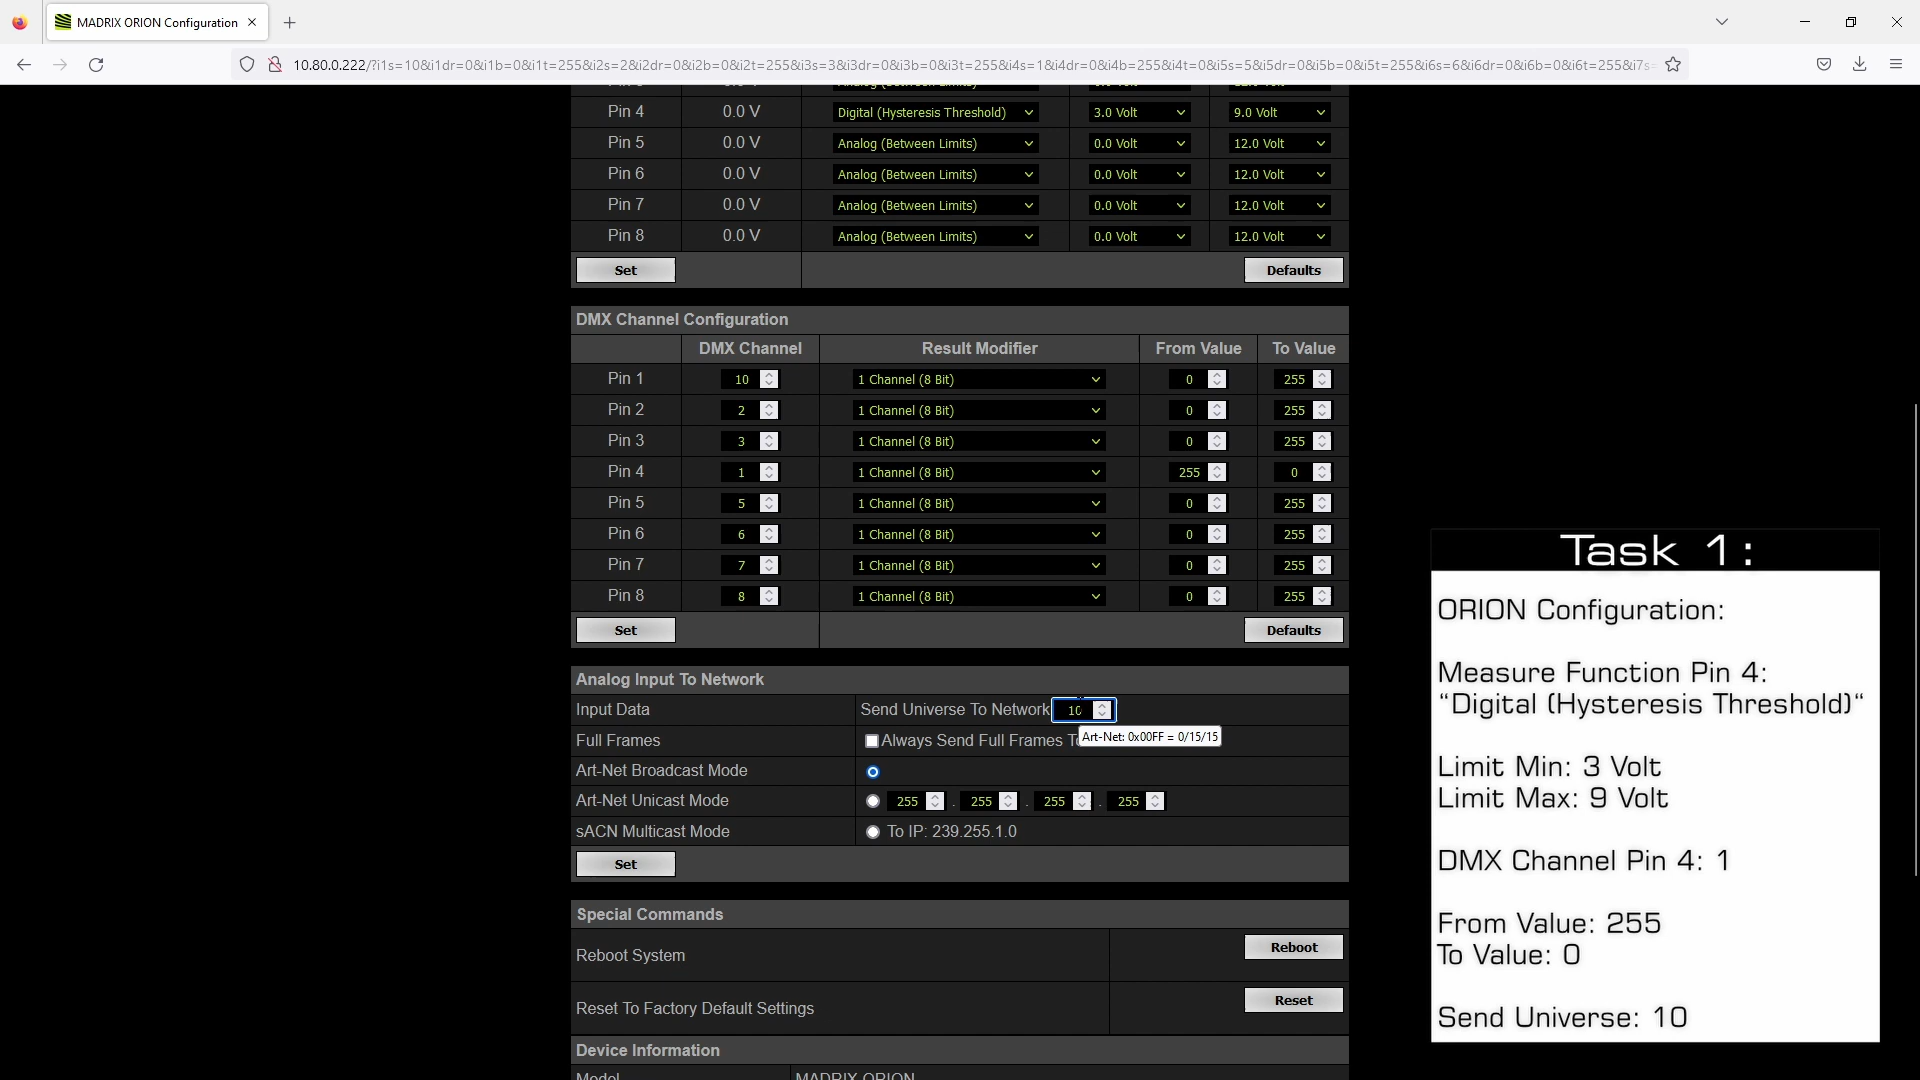 MADRIX ORION Configuration
10.80.0.222/?i1s=10&i1dr=0&i1b=0&i1t=255&i2s=2&i2dr=0&i2b=0&i2t=255&i3s=3&i3dr=0&i3b=0&i3t=255&i4s=1&i4dr=0&i4b=255&i4t=0&i5s=5&i5dr=0&i5b=0&i5t=255&i6s=6&i6dr=0&i6b=0&i6t=255&i7s=
Pin 4 0.0 V Digital (Hysteresis Threshold) 3.0 Volt 9.0 Volt
Pin 5 0.0 V Analog (Between Limits) 0.0 Volt 12.0 Volt
Pin 6 0.0 V Analog (Between Limits) 0.0 Volt 12.0 Volt
Pin 7 0.0 V Analog (Between Limits) 0.0 Volt 12.0 Volt
Pin 8 0.0 V Analog (Between Limits) 0.0 Volt 12.0 Volt
Set Defaults
DMX Channel Configuration
DMX Channel Result Modifier From Value To Value
Pin 1 10 1 Channel (8 Bit) 0 255
Pin 2 2 1 Channel (8 Bit) 0 255
Pin 3 3 1 Channel (8 Bit) 0 255
Pin 4 1 1 Channel (8 Bit) 255 0
Pin 5 5 1 Channel (8 Bit) 0 255
Pin 6 6 1 Channel (8 Bit) 0 255
Pin 7 7 1 Channel (8 Bit) 0 255
Pin 8 8 1 Channel (8 Bit) 0 255
Set Defaults
Analog Input To Network
Input Data Send Universe To Network 10
Full Frames Always Send Full Frames Art-Net: 0x00FF = 0/15/15
Art-Net Broadcast Mode
Art-Net Unicast Mode 255 . 255 . 255 . 255
sACN Multicast Mode To IP: 239.255.1.0
Set
Special Commands
Reboot System Reboot
Reset To Factory Default Settings Reset
Device Information
Model MADRIX ORION
Task 1:
ORION Configuration:
Measure Function Pin 4:
"Digital (Hysteresis Threshold)"
Limit Min: 3 Volt
Limit Max: 9 Volt
DMX Channel Pin 4: 1
From Value: 255
To Value: 0
Send Universe: 10